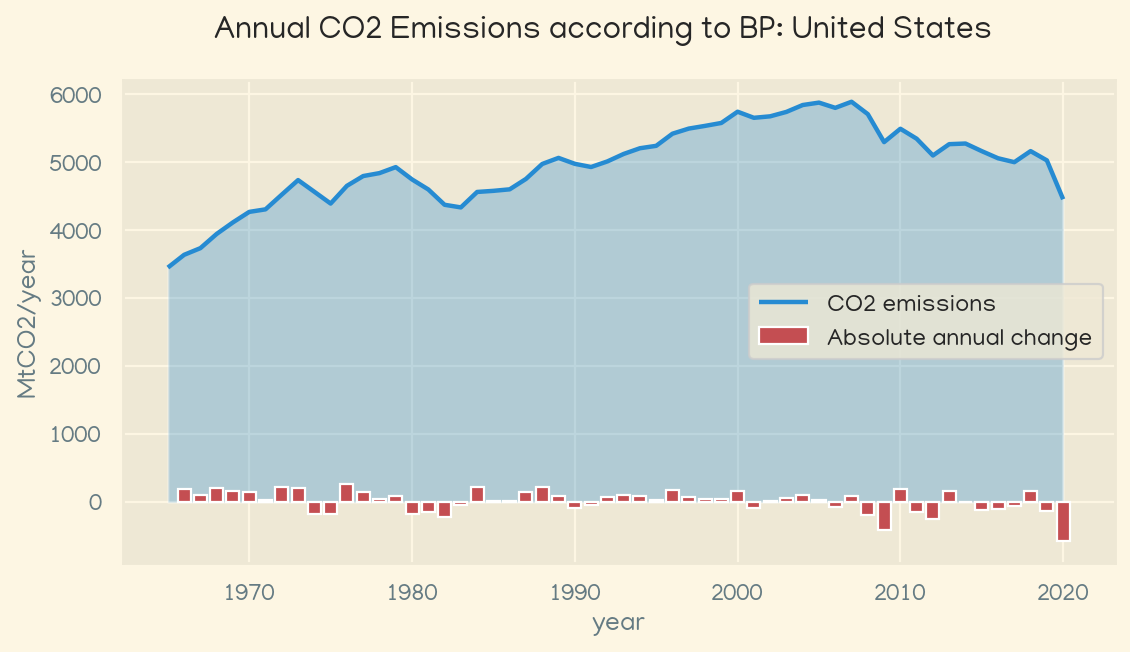 Annual CO2 Emissions according to BP: United States
MtCO2/year
6000
5000
4000
3000
2000
1000
0
CO2 emissions
Absolute annual change
1970 1980 1990 2000 2010 2020
year